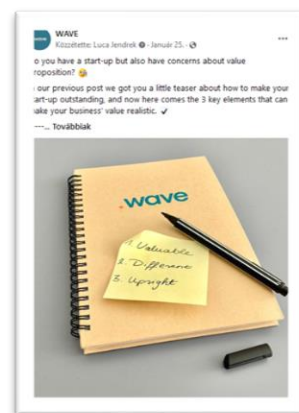 WAVE
Közzétette: Luca Jendrek · Január 25. ·
o you have a start-up but also have concerns about value
roposition?
our previous post we got you a little teaser about how to make your
art-up outstanding, and now here comes the 3 key elements that can
ake your business' value realistic. ✔
----... Továbbiak
wave
1. Valuable
2. Different
3. Upright